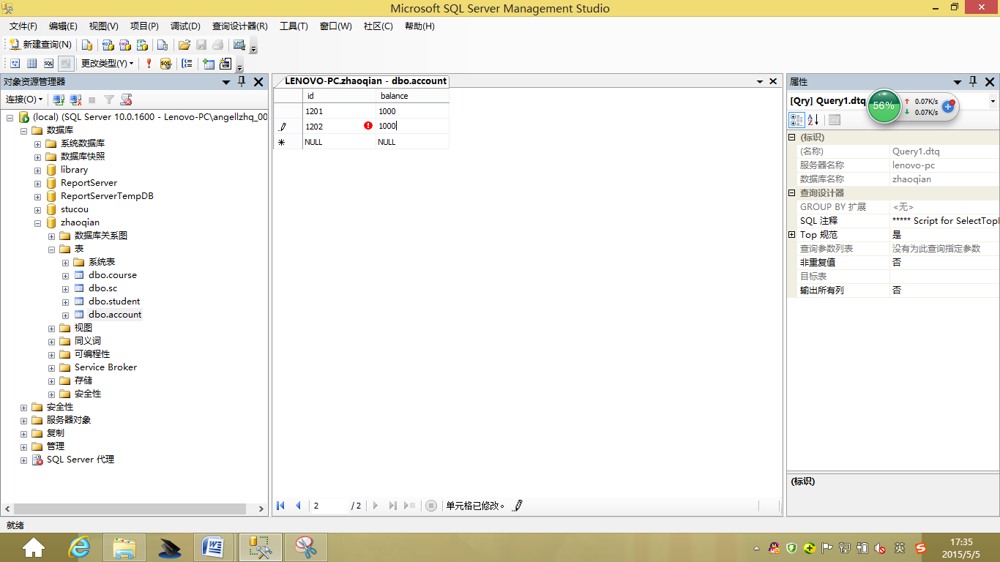 Microsoft SQL Server Management Studio
文件(F) 编辑(E) 视图(V) 项目(P) 调试(D) 查询设计器(R) 工具(T) 窗口(W) 社区(C) 帮助(H)
新建查询(N)
更改类型(Y)
对象资源管理器
连接(O)
(local) (SQL Server 10.0.1600 - Lenovo-PC\angellzhq_00
数据库
系统数据库
数据库快照
library
ReportServer
ReportServerTempDB
stucou
zhaoqian
数据库关系图
表
系统表
dbo.course
dbo.sc
dbo.student
dbo.account
视图
同义词
可编程性
Service Broker
存储
安全性
安全性
服务器对象
复制
管理
SQL Server 代理
LENOVO-PC.zhaoqian - dbo.account
id balance
1201 1000
1202 1000
NULL NULL
2 / 2 单元格已修改。
属性
[Qry] Query1.dtq
56%
0.07K/s
0.07K/s
(标识)
(名称) Query1.dtq
服务器名称 lenovo-pc
数据库名称 zhaoqian
查询设计器
GROUP BY 扩展 <无>
SQL 注释 ***** Script for SelectTop
Top 规范 是
查询参数列表 没有为此查询指定参数
非重复值 否
目标表
输出所有列 否
(标识)
就绪
英
17:35
2015/5/5